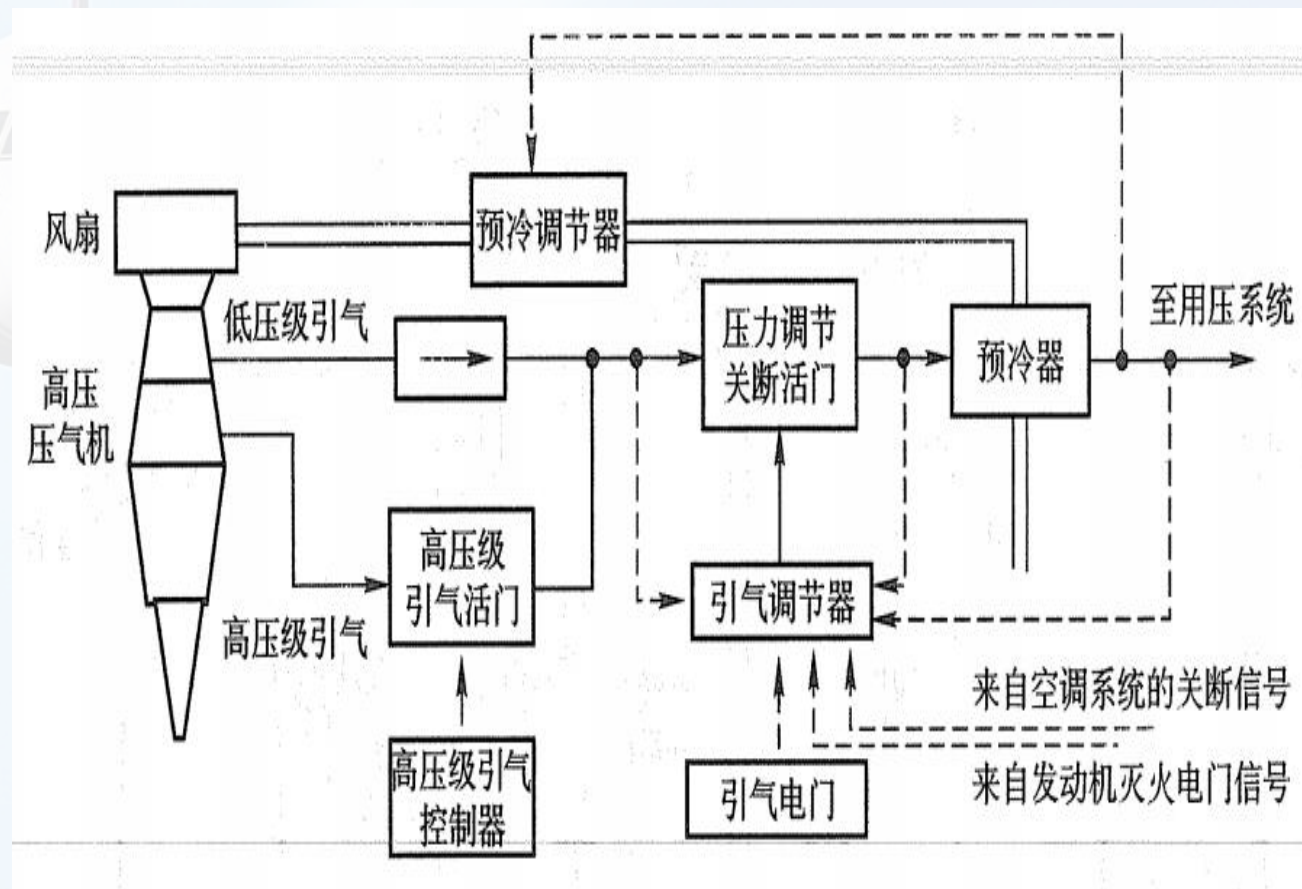 预冷调节器
风扇
低压级引气
压力调节
关断活门
预冷器
至用压系统
高压
压气机
高压级
引气活门
引气调节器
高压级引气
来自空调系统的关断信号
高压级引气
控制器
引气电门
来自发动机灭火电门信号